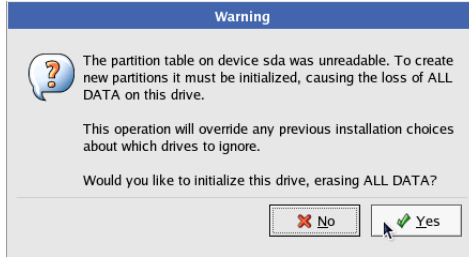 Warning
The partition table on device sda was unreadable. To create
new partitions it must be initialized, causing the loss of ALL
DATA on this drive.
This operation will override any previous installation choices
about which drives to ignore.
Would you like to initialize this drive, erasing ALL DATA?
No
Yes